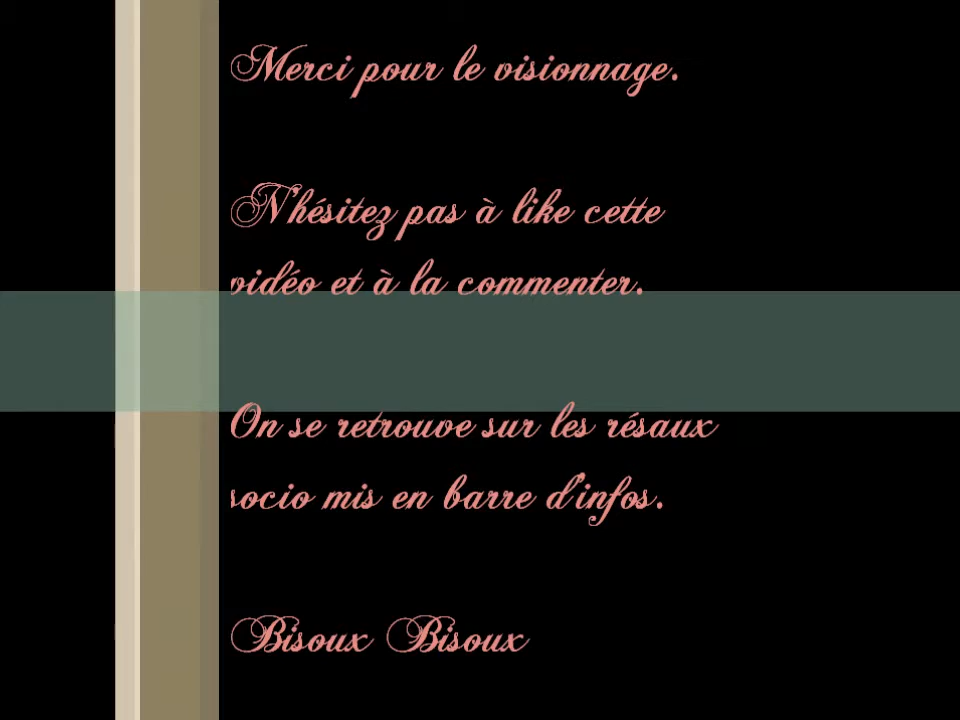 Merci pour le visionnage.
N'hésitez pas à like cette
vidéo et à la commenter.
On se retrouve sur les résaux
socio mis en barre d'infos.
Bisoux Bisoux